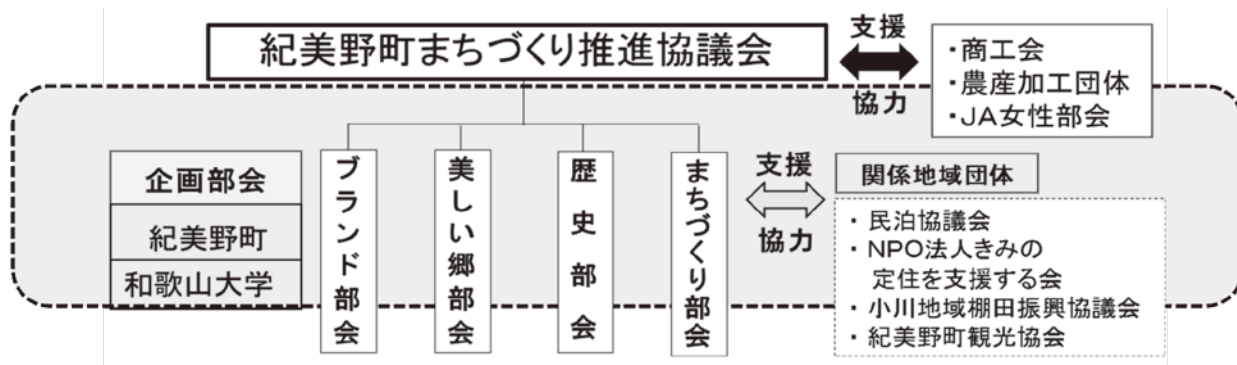 紀美野町まちづくり推進協議会
支援
協力
・商工会
・農産加工団体
・JA女性部会
企画部会
紀美野町
和歌山大学
ブランド部会
美しい郷部会
歴史部会
まちづくり部会
支援
協力
関係地域団体
・民泊協議会
・NPO法人きみの
定住を支援する会
・小川地域棚田振興協議会
・紀美野町観光協会